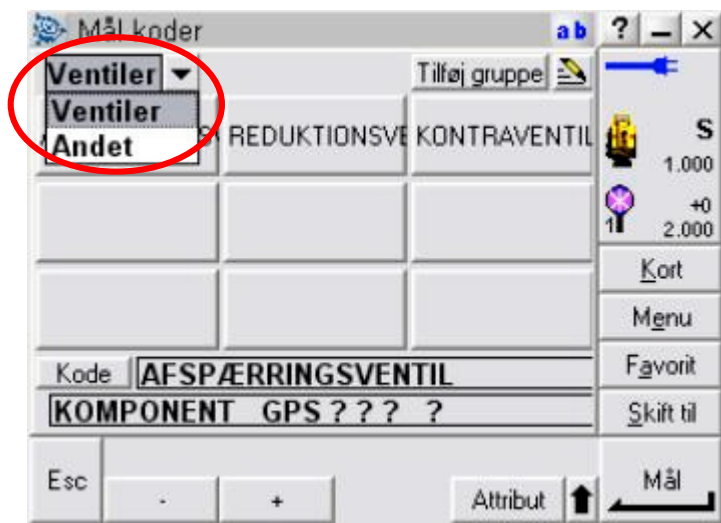 Mål koder
ab
? – ×
Ventiler
Tilføj gruppe
Ventiler
Andet
REDUKTIONSVE
KONTRAVENTIL
S
1.000
+0
1
2.000
Kort
Menu
Favorit
Skift til
Kode AFSPÆRRINGSVENTIL
KOMPONENT GPS ? ? ? ?
Esc
-
+
Attribut
Mål